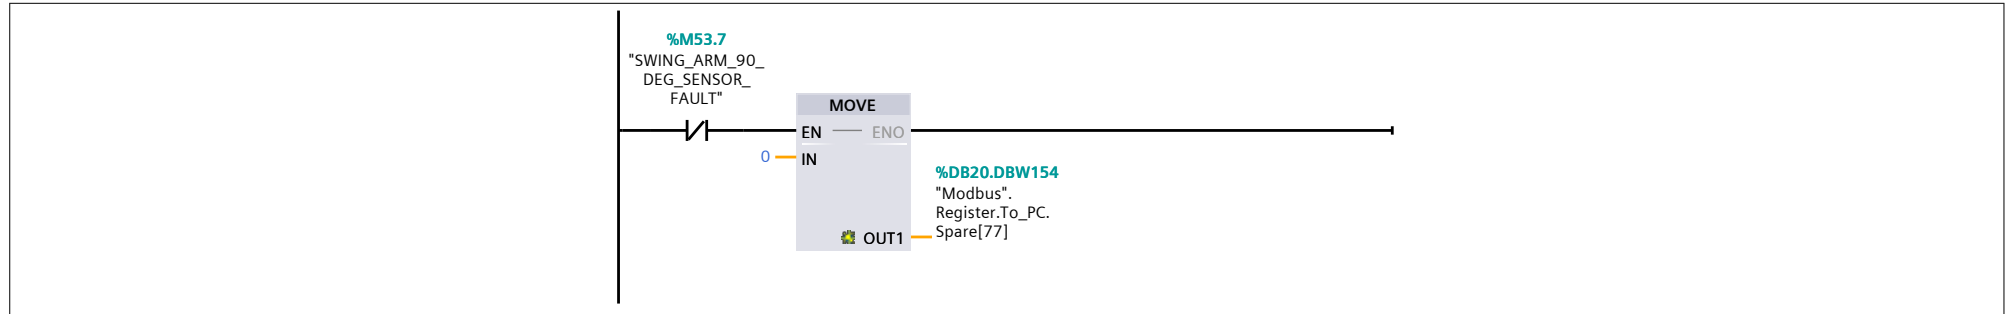 %M53.7
"SWING_ARM_90_
DEG_SENSOR_
FAULT"
MOVE
EN
ENO
0
IN
%DB20.DBW154
"Modbus".
Register.To_PC.
Spare[77]
OUT1